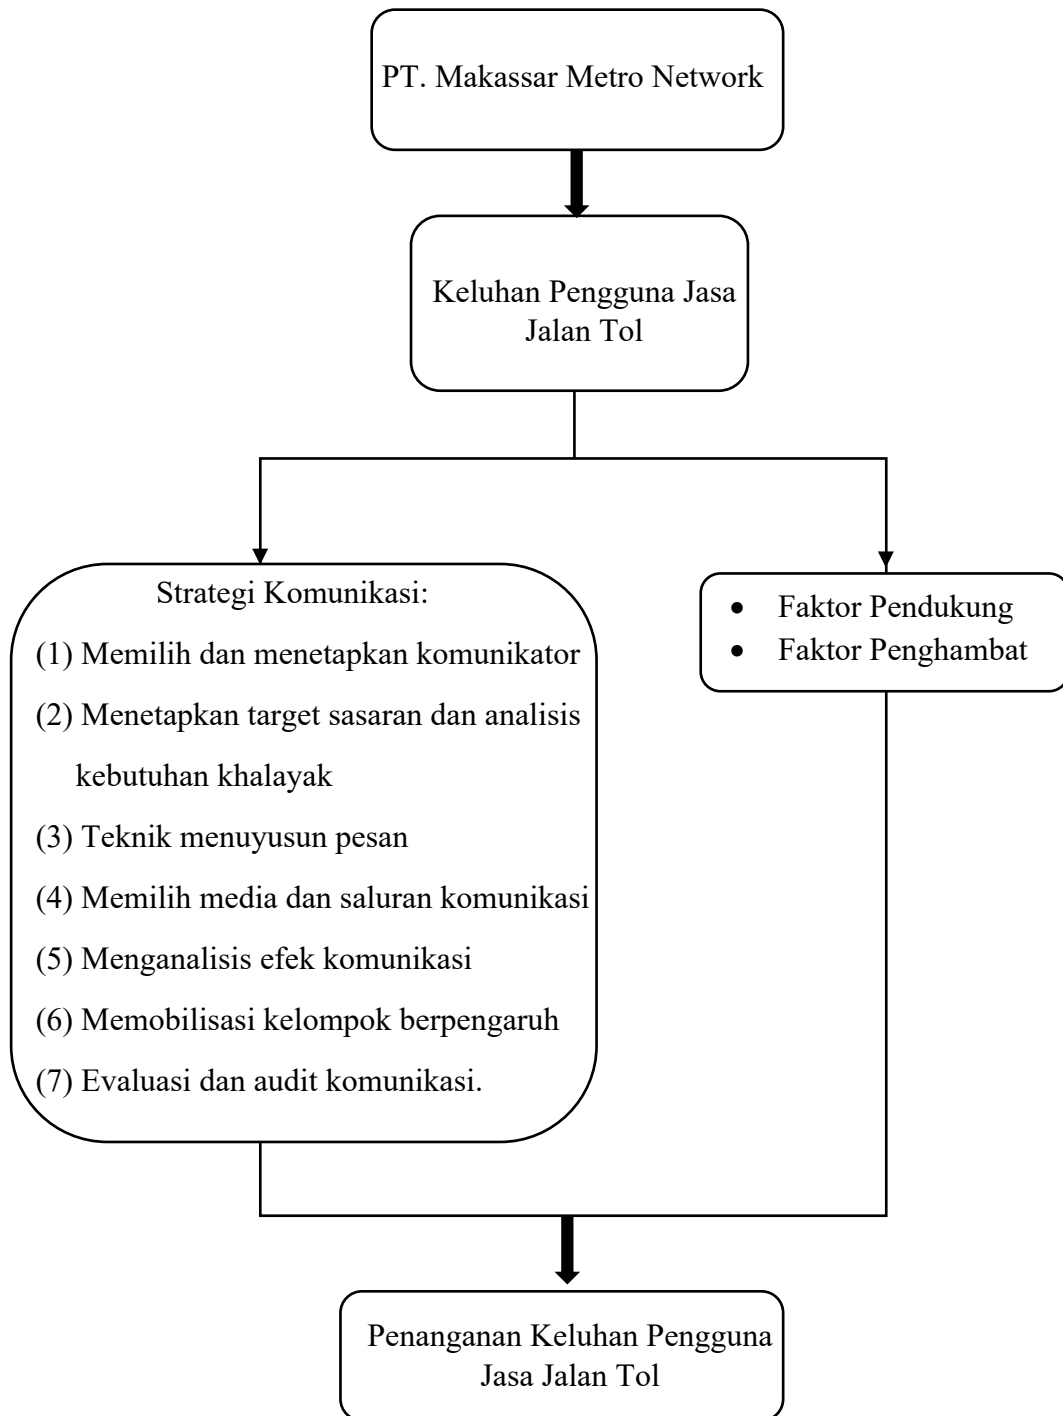 PT. Makassar Metro Network
Keluhan Pengguna Jasa
Jalan Tol
Strategi Komunikasi:
(1) Memilih dan menetapkan komunikator
(2) Menetapkan target sasaran dan analisis
kebutuhan khalayak
(3) Teknik menuyusun pesan
(4) Memilih media dan saluran komunikasi
(5) Menganalisis efek komunikasi
(6) Memobilisasi kelompok berpengaruh
(7) Evaluasi dan audit komunikasi.
• Faktor Pendukung
• Faktor Penghambat
Penanganan Keluhan Pengguna
Jasa Jalan Tol